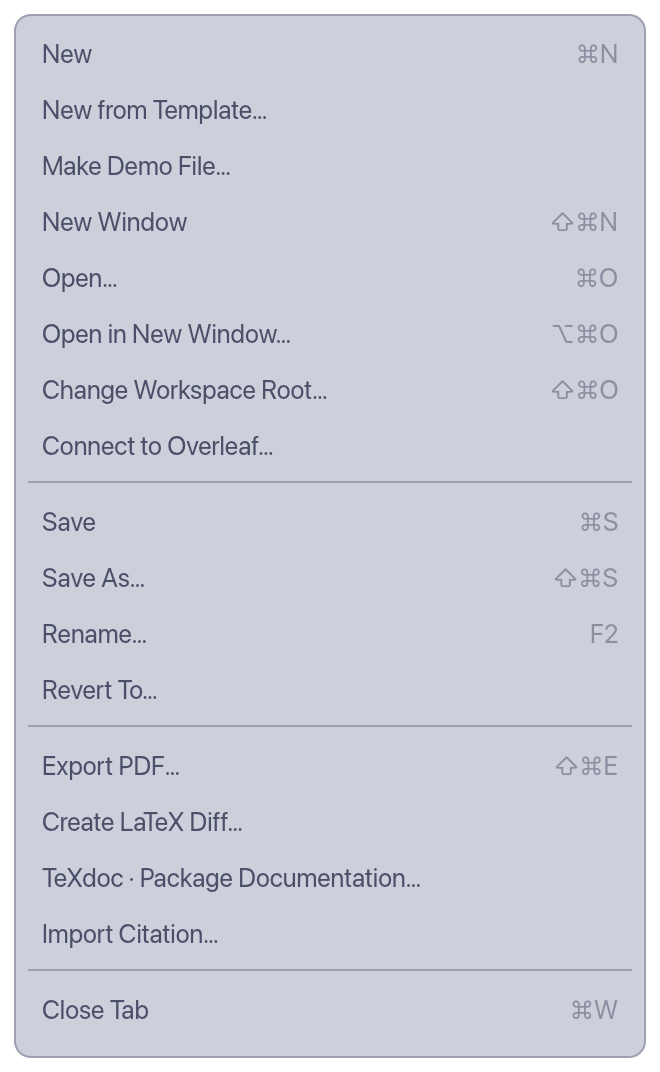 New ⌘N
New from Template...
Make Demo File...
New Window ⇧⌘N
Open... ⌘O
Open in New Window... ⌥⌘O
Change Workspace Root... ⇧⌘O
Connect to Overleaf...
Save ⌘S
Save As... ⇧⌘S
Rename... F2
Revert To...
Export PDF... ⇧⌘E
Create LaTeX Diff...
TeXdoc · Package Documentation...
Import Citation...
Close Tab ⌘W